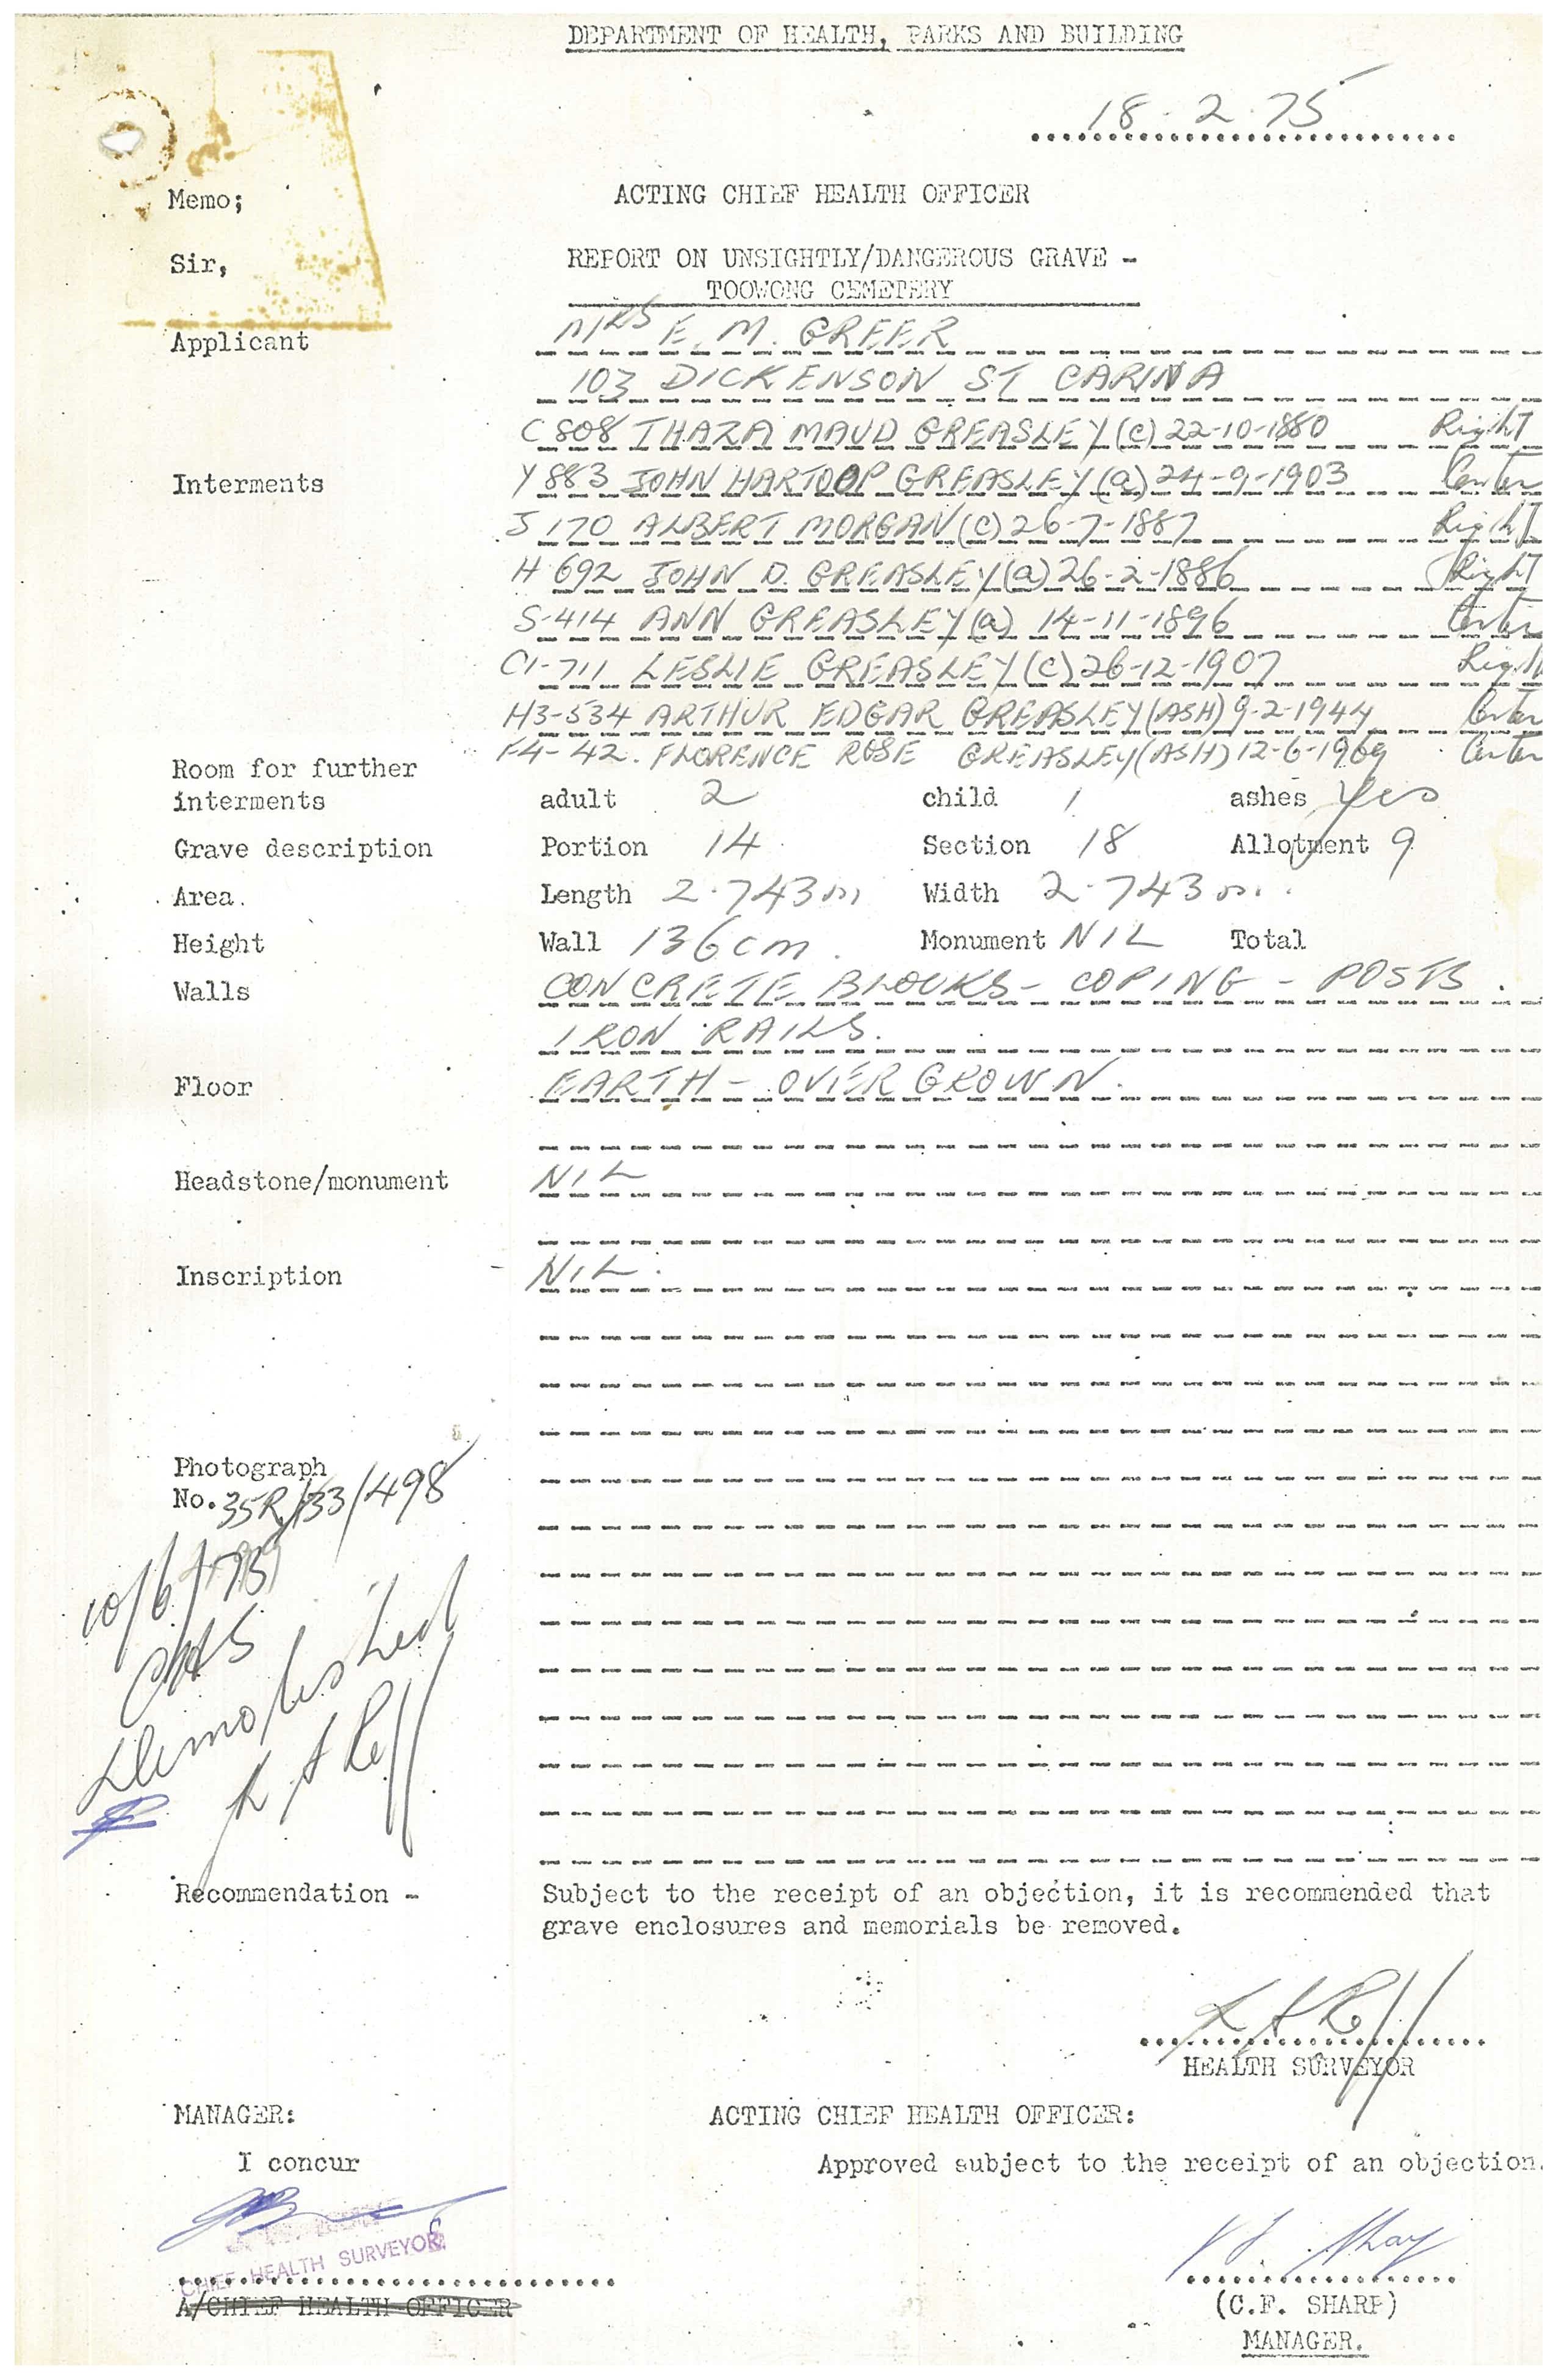 DEPARTMENT OF HEALTH, PARKS AND BUILDING
18-2-75
Memo; ACTING CHIEF HEALTH OFFICER
Sir, REPORT ON UNSIGHTLY/DANGEROUS GRAVE -
TOOWONG CEMETERY
Applicant MRS E. M. GREER
103 DICKENSON ST CARINA
C 808 THAZA MAUD GREASLEY (c) 22-10-1880 Right
Interments Y 883 JOHN HARTOOP GREASLEY (a) 24-9-1903 Center
J 170 ALBERT MORGAN (c) 26-7-1887 Right
H 692 JOHN D. GREASLEY (a) 26-2-1886 Right
S-414 ANN GREASLEY (a) 14-11-1896 Center
C1-711 LESLIE GREASLEY (c) 26-12-1907 Right
H3-534 ARTHUR EDGAR GREASLEY (ASH) 9-2-1944 Center
F4-42. FLORENCE ROSE GREASLEY (ASH) 12-6-1969 Center
Room for further
interments adult 2 child 1 ashes Yes
Grave description Portion 14 Section 18 Allotment 9
Area. Length 2.743m Width 2.743m.
Height Wall 136cm. Monument NIL Total
Walls CONCRETE BLOCKS - COPING - POSTS.
IRON RAILS.
Floor EARTH - OVERGROWN.
Headstone/monument NIL
Inscription NIL.
Photograph
No. 35R/33/498
10/6/75
CHS
Demolished
Recommendation - Subject to the receipt of an objection, it is recommended that
grave enclosures and memorials be removed.
HEALTH SURVEYOR
MANAGER: ACTING CHIEF HEALTH OFFICER:
I concur Approved subject to the receipt of an objection.
CHIEF HEALTH SURVEYOR
A/CHIEF HEALTH OFFICER (C.F. SHARP)
MANAGER.